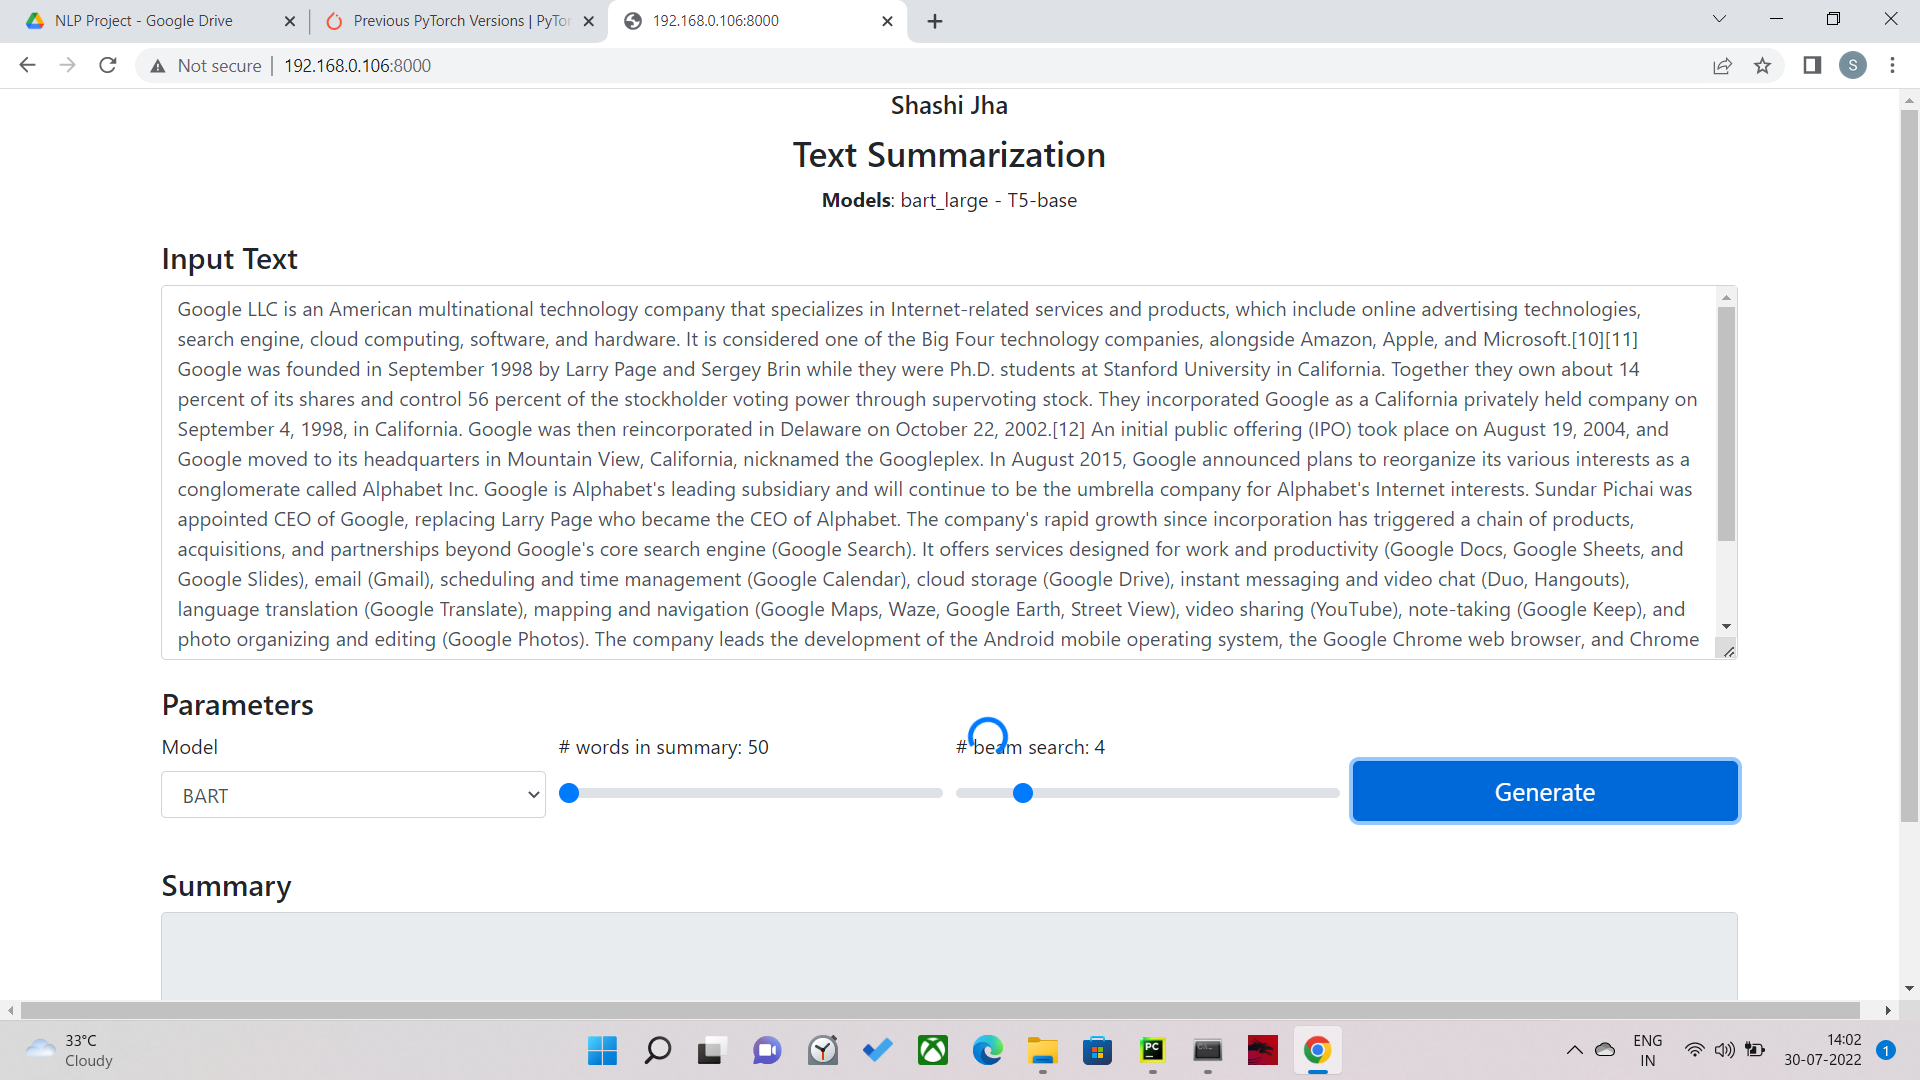 NLP Project - Google Drive
Previous PyTorch Versions | PyTor
192.168.0.106:8000
Not secure
192.168.0.106:8000
S
Shashi Jha
Text Summarization
Models: bart_large - T5-base
Input Text
Google LLC is an American multinational technology company that specializes in Internet-related services and products, which include online advertising technologies,
search engine, cloud computing, software, and hardware. It is considered one of the Big Four technology companies, alongside Amazon, Apple, and Microsoft.[10][11]
Google was founded in September 1998 by Larry Page and Sergey Brin while they were Ph.D. students at Stanford University in California. Together they own about 14
percent of its shares and control 56 percent of the stockholder voting power through supervoting stock. They incorporated Google as a California privately held company on
September 4, 1998, in California. Google was then reincorporated in Delaware on October 22, 2002.[12] An initial public offering (IPO) took place on August 19, 2004, and
Google moved to its headquarters in Mountain View, California, nicknamed the Googleplex. In August 2015, Google announced plans to reorganize its various interests as a
conglomerate called Alphabet Inc. Google is Alphabet's leading subsidiary and will continue to be the umbrella company for Alphabet's Internet interests. Sundar Pichai was
appointed CEO of Google, replacing Larry Page who became the CEO of Alphabet. The company's rapid growth since incorporation has triggered a chain of products,
acquisitions, and partnerships beyond Google's core search engine (Google Search). It offers services designed for work and productivity (Google Docs, Google Sheets, and
Google Slides), email (Gmail), scheduling and time management (Google Calendar), cloud storage (Google Drive), instant messaging and video chat (Duo, Hangouts),
language translation (Google Translate), mapping and navigation (Google Maps, Waze, Google Earth, Street View), video sharing (YouTube), note-taking (Google Keep), and
photo organizing and editing (Google Photos). The company leads the development of the Android mobile operating system, the Google Chrome web browser, and Chrome
Parameters
Model
# words in summary: 50
# beam search: 4
BART
Generate
Summary
33°C
Cloudy
PC
ENG
IN
14:02
30-07-2022
1